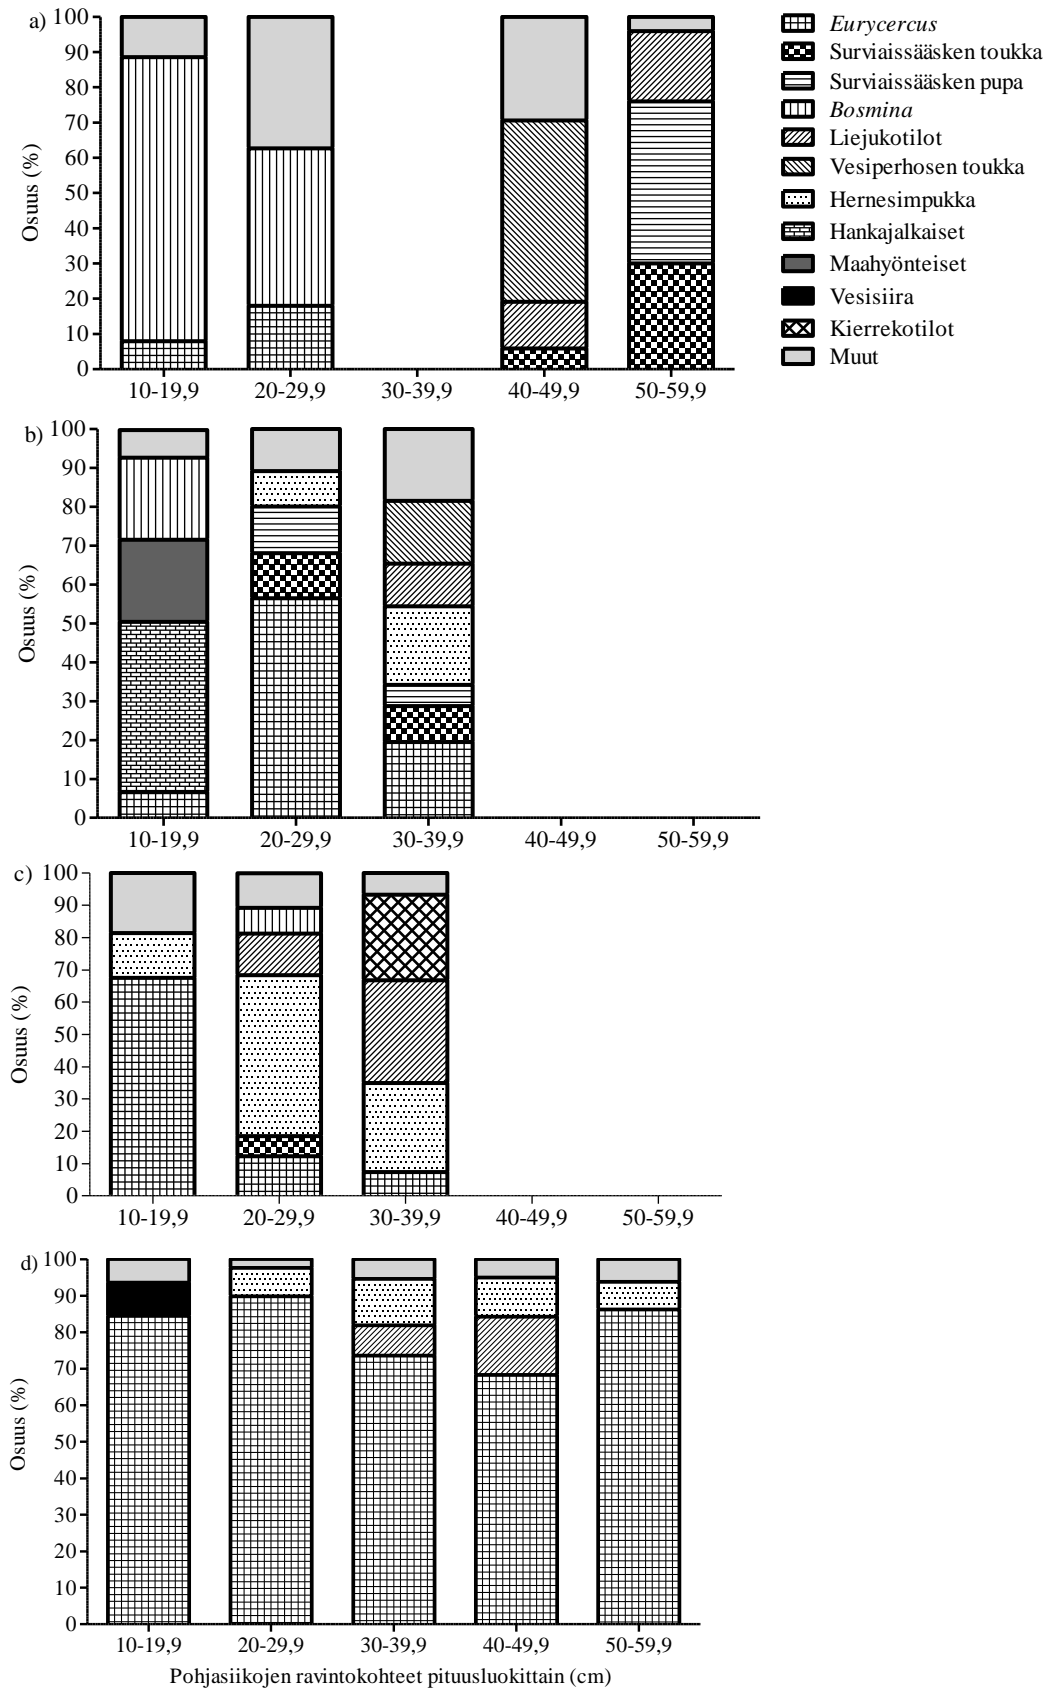 a)
Osuus (%)
100
90
80
70
60
50
40
30
20
10
0
10-19,9 20-29,9 30-39,9 40-49,9 50-59,9
Eurycercus
Surviaissääsken toukka
Surviaissääsken pupa
Bosmina
Liejukotilot
Vesiperhosen toukka
Hernesimpukka
Hankajalkaiset
Maahyönteiset
Vesisiira
Kierrekotilot
Muut
b)
Osuus (%)
100
90
80
70
60
50
40
30
20
10
0
10-19,9 20-29,9 30-39,9 40-49,9 50-59,9
c)
Osuus (%)
100
90
80
70
60
50
40
30
20
10
0
10-19,9 20-29,9 30-39,9 40-49,9 50-59,9
d)
Osuus (%)
100
90
80
70
60
50
40
30
20
10
0
10-19,9 20-29,9 30-39,9 40-49,9 50-59,9
Pohjasiikojen ravintokohteet pituusluokittain (cm)